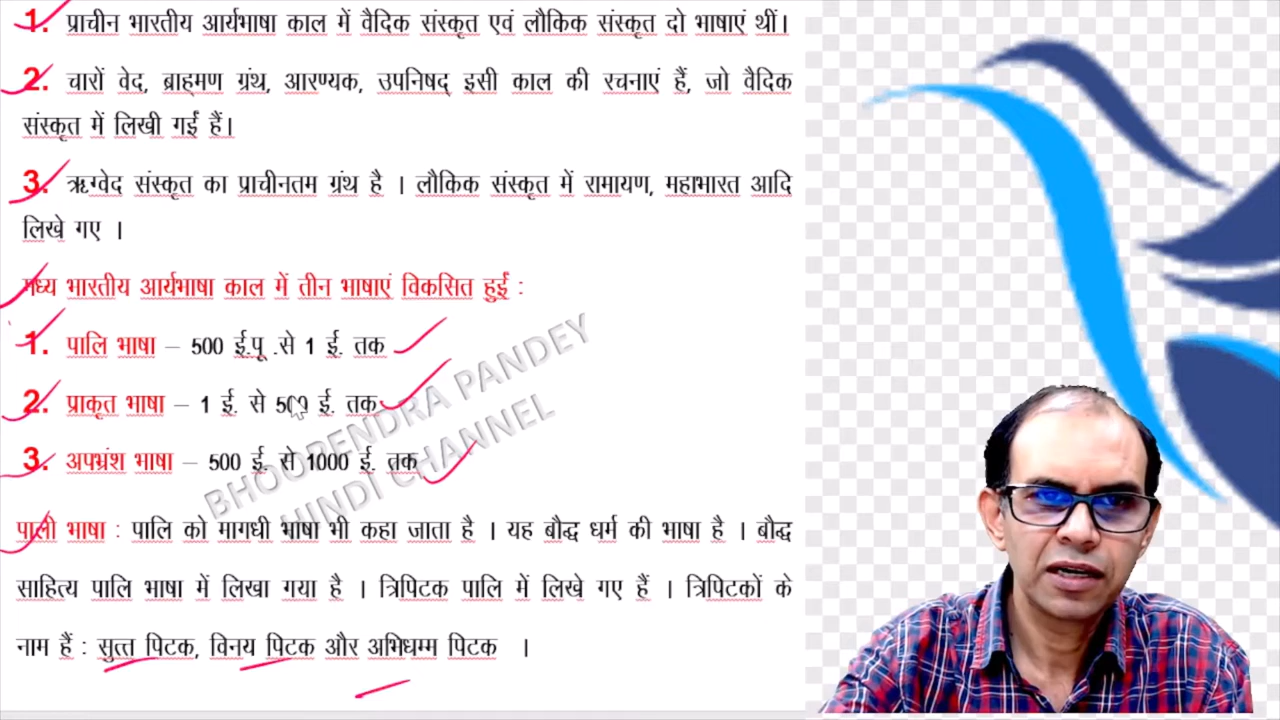 1. प्राचीन भारतीय आर्यभाषा काल में वैदिक संस्कृत एवं लौकिक संस्कृत दो भाषाएं थीं।
2. चारों वेद, ब्राह्मण ग्रंथ, आरण्यक, उपनिषद् इसी काल की रचनाएं हैं, जो वैदिक
संस्कृत में लिखी गईं हैं।
3. ऋग्वेद संस्कृत का प्राचीनतम ग्रंथ है । लौकिक संस्कृत में रामायण, महाभारत आदि
लिखे गए ।
मध्य भारतीय आर्यभाषा काल में तीन भाषाएं विकसित हुईं :
1. पालि भाषा – 500 ई.पू .से 1 ई. तक
2. प्राकृत भाषा – 1 ई. से 500 ई. तक
3. अपभ्रंश भाषा – 500 ई. से 1000 ई. तक
BHOOPENDRA PANDEY
HINDI CHANNEL
पाली भाषा : पालि को मागधी भाषा भी कहा जाता है । यह बौद्ध धर्म की भाषा है । बौद्ध
साहित्य पालि भाषा में लिखा गया है । त्रिपिटक पालि में लिखे गए हैं । त्रिपिटकों के
नाम हैं : सुत्त पिटक, विनय पिटक और अभिधम्म पिटक ।